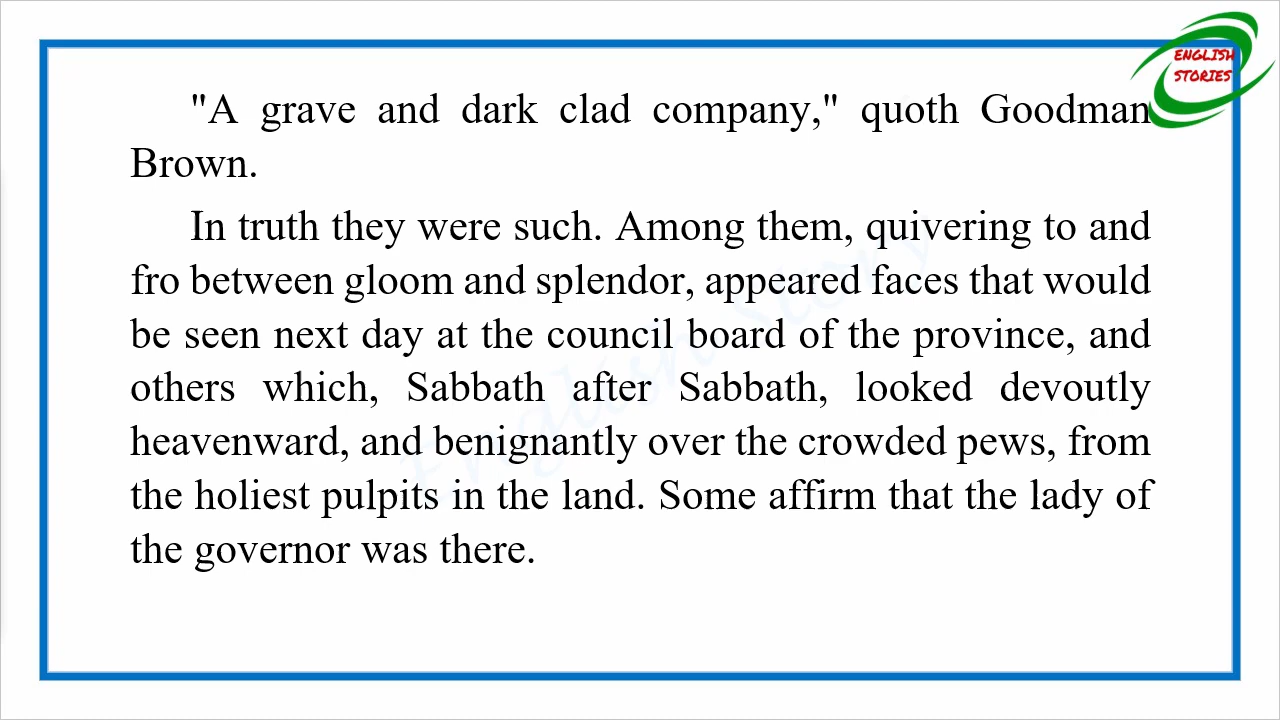 ENGLISH
STORIES
"A grave and dark clad company," quoth Goodman
Brown.
In truth they were such. Among them, quivering to and
fro between gloom and splendor, appeared faces that would
be seen next day at the council board of the province, and
others which, Sabbath after Sabbath, looked devoutly
heavenward, and benignantly over the crowded pews, from
the holiest pulpits in the land. Some affirm that the lady of
the governor was there.
English Story